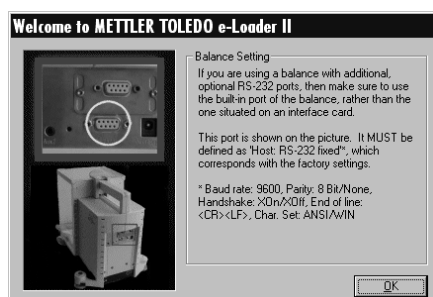 Welcome to METTLER TOLEDO e-Loader II
Balance Setting
If you are using a balance with additional,
optional RS-232 ports, then make sure to use
the built-in port of the balance, rather than the
one situated on an interface card.
This port is shown on the picture. It MUST be
defined as 'Host: RS-232 fixed'*, which
corresponds with the factory settings.
* Baud rate: 9600, Parity: 8 Bit/None,
Handshake: XOn/XOff, End of line:
<CR><LF>, Char. Set: ANSI/WIN
OK